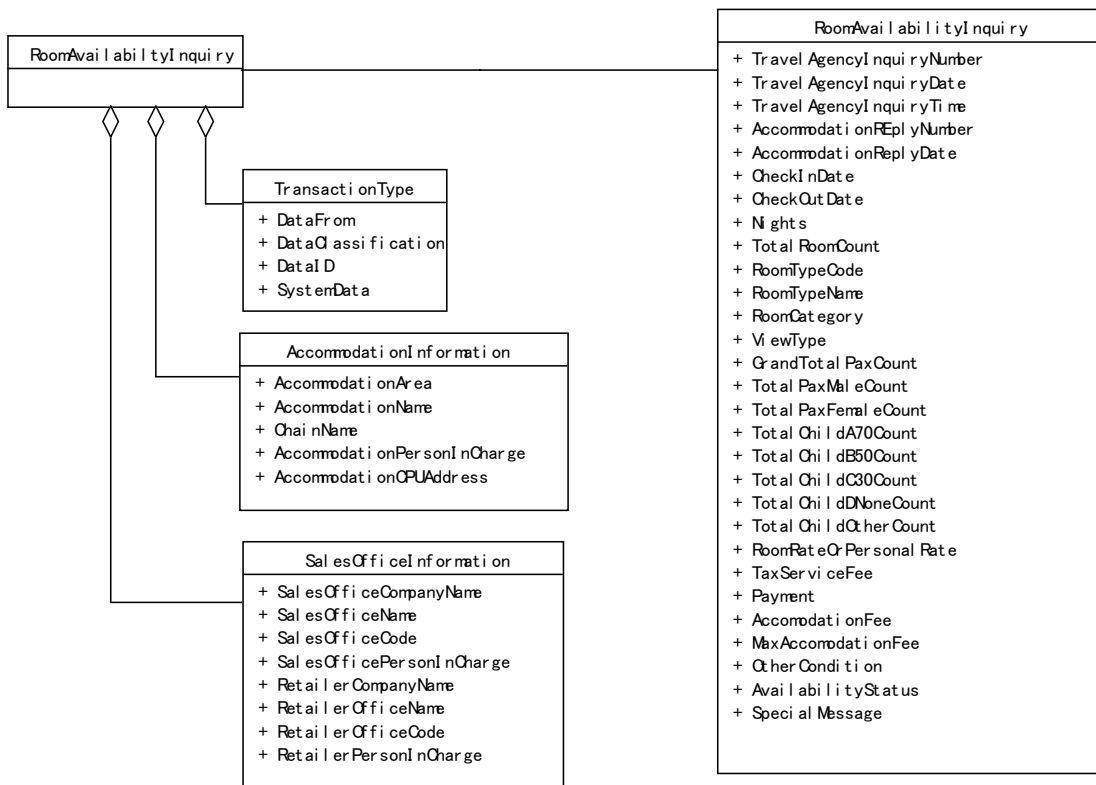 RoomAvailabiltyInquiry
TransactionType
+ DataFrom
+ DataClassification
+ DataID
+ SystemData
AccommodationInformation
+ AccommodationArea
+ AccommodationName
+ ChainName
+ AccommodationPersonInCharge
+ AccommodationCPUAddress
SalesOfficeInformation
+ SalesOfficeCompanyName
+ SalesOfficeName
+ SalesOfficeCode
+ SalesOfficePersonInCharge
+ RetailerCompanyName
+ RetailerOfficeName
+ RetailerOfficeCode
+ RetailerPersonInCharge
RoomAvailabilityInquiry
+ TravelAgencyInquiryNumber
+ TravelAgencyInquiryDate
+ TravelAgencyInquiryTime
+ AccommodationREplyNumber
+ AccommodationReplyDate
+ CheckInDate
+ CheckOutDate
+ Nights
+ TotalRoomCount
+ RoomTypeCode
+ RoomTypeName
+ RoomCategory
+ ViewType
+ GrandTotalPaxCount
+ TotalPaxMaleCount
+ TotalPaxFemaleCount
+ TotalChildA70Count
+ TotalChildB50Count
+ TotalChildC30Count
+ TotalChildDNoneCount
+ TotalChildOtherCount
+ RoomRateOrPersonalRate
+ TaxServiceFee
+ Payment
+ AccomodationFee
+ MaxAccomodationFee
+ OtherCondition
+ AvailabilityStatus
+ SpecialMessage